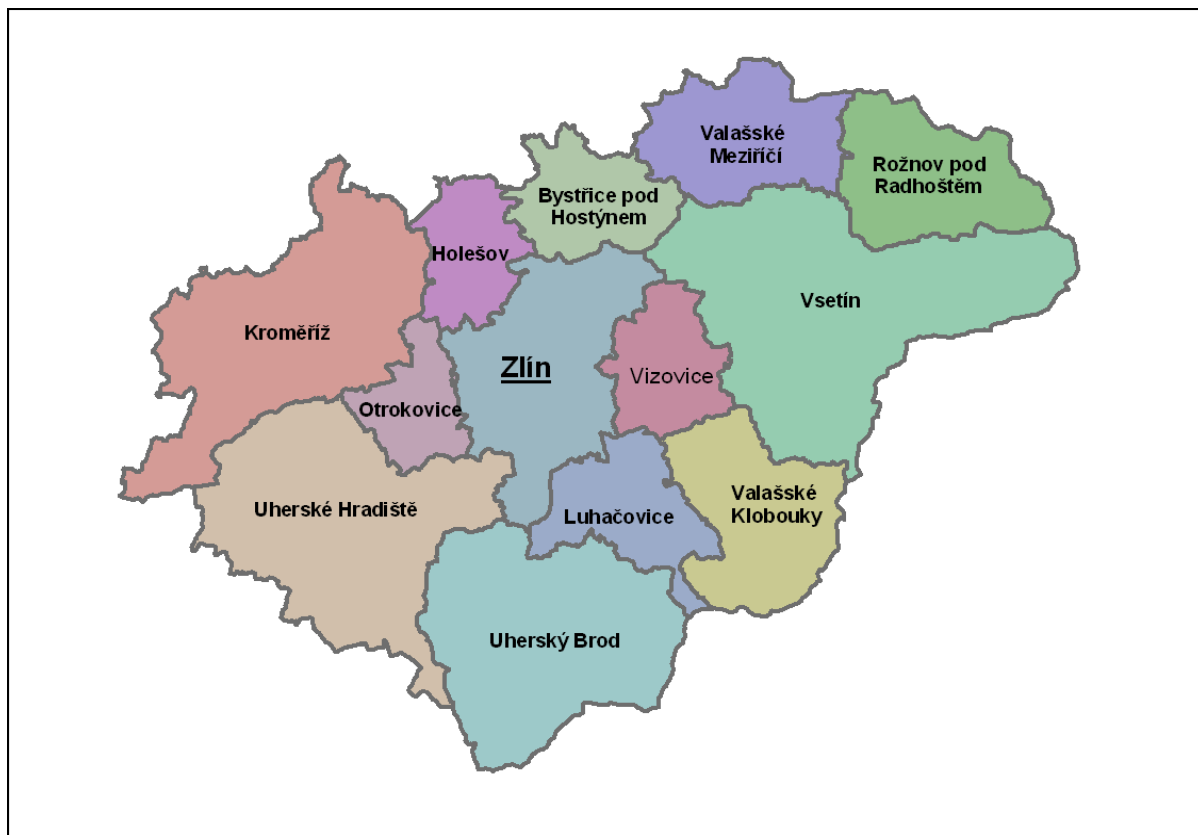 Valašské
Meziříčí
Rožnov pod
Radhoštěm
Bystřice pod
Hostýnem
Holešov
Vsetín
Kroměříž
Zlín
Vizovice
Otrokovice
Valašské
Klobouky
Uherské Hradiště
Luhačovice
Uherský Brod